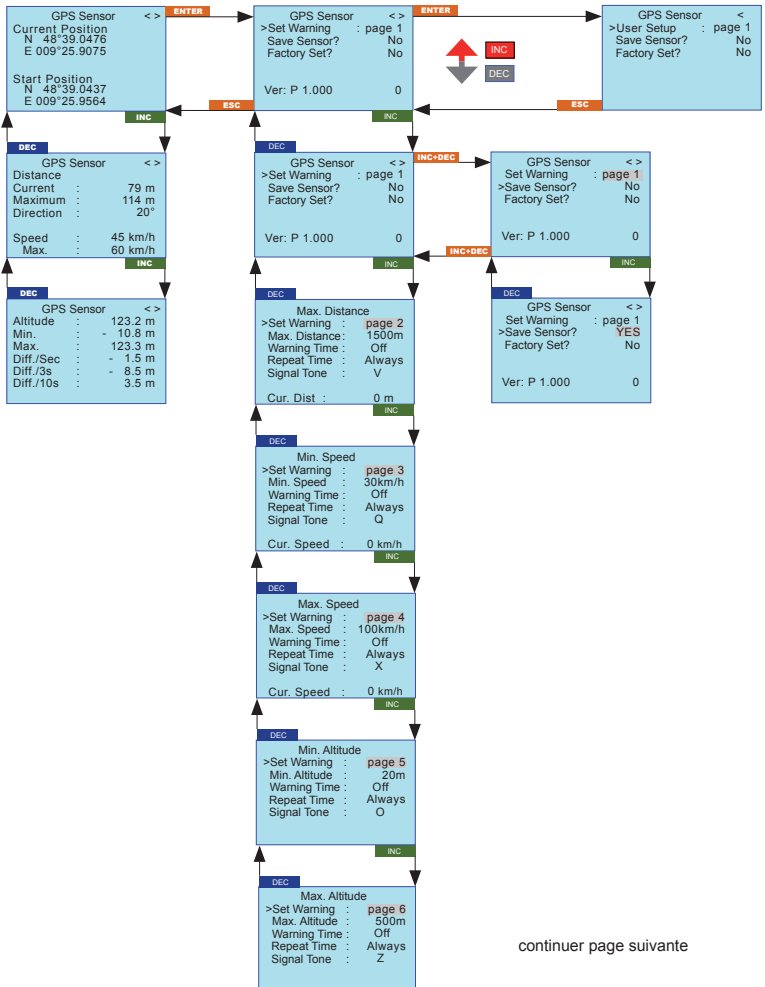 GPS Sensor < >
Current Position
N 48°39.0476
E 009°25.9075
Start Position
N 48°39.0437
E 009°25.9564
ENTER
GPS Sensor < >
>Set Warning : page 1
Save Sensor? No
Factory Set? No
Ver: P 1.000 0
ENTER
INC
DEC
GPS Sensor <
>User Setup : page 1
Save Sensor? No
Factory Set? No
ESC
ESC
INC
INC
DEC
GPS Sensor < >
Distance
Current : 79 m
Maximum : 114 m
Direction : 20°
Speed : 45 km/h
Max. : 60 km/h
INC
DEC
GPS Sensor < >
>Set Warning : page 1
Save Sensor? No
Factory Set? No
Ver: P 1.000 0
INC
INC+DEC
GPS Sensor < >
Set Warning : page 1
>Save Sensor? No
Factory Set? No
Ver: P 1.000 0
INC+DEC
INC
DEC
GPS Sensor < >
Altitude : 123.2 m
Min. : - 10.8 m
Max. : 123.3 m
Diff./Sec : - 1.5 m
Diff./3s : - 8.5 m
Diff./10s : 3.5 m
DEC
Max. Distance
>Set Warning : page 2
Max. Distance: 1500m
Warning Time : Off
Repeat Time : Always
Signal Tone : V
Cur. Dist : 0 m
INC
DEC
GPS Sensor < >
Set Warning : page 1
>Save Sensor? YES
Factory Set? No
Ver: P 1.000 0
DEC
Min. Speed
>Set Warning : page 3
Min. Speed : 30km/h
Warning Time : Off
Repeat Time : Always
Signal Tone : Q
Cur. Speed : 0 km/h
INC
DEC
Max. Speed
>Set Warning : page 4
Max. Speed : 100km/h
Warning Time : Off
Repeat Time : Always
Signal Tone : X
Cur. Speed : 0 km/h
INC
DEC
Min. Altitude
>Set Warning : page 5
Min. Altitude : 20m
Warning Time : Off
Repeat Time : Always
Signal Tone : O
INC
DEC
Max. Altitude
>Set Warning : page 6
Max. Altitude : 500m
Warning Time : Off
Repeat Time : Always
Signal Tone : Z
continuer page suivante